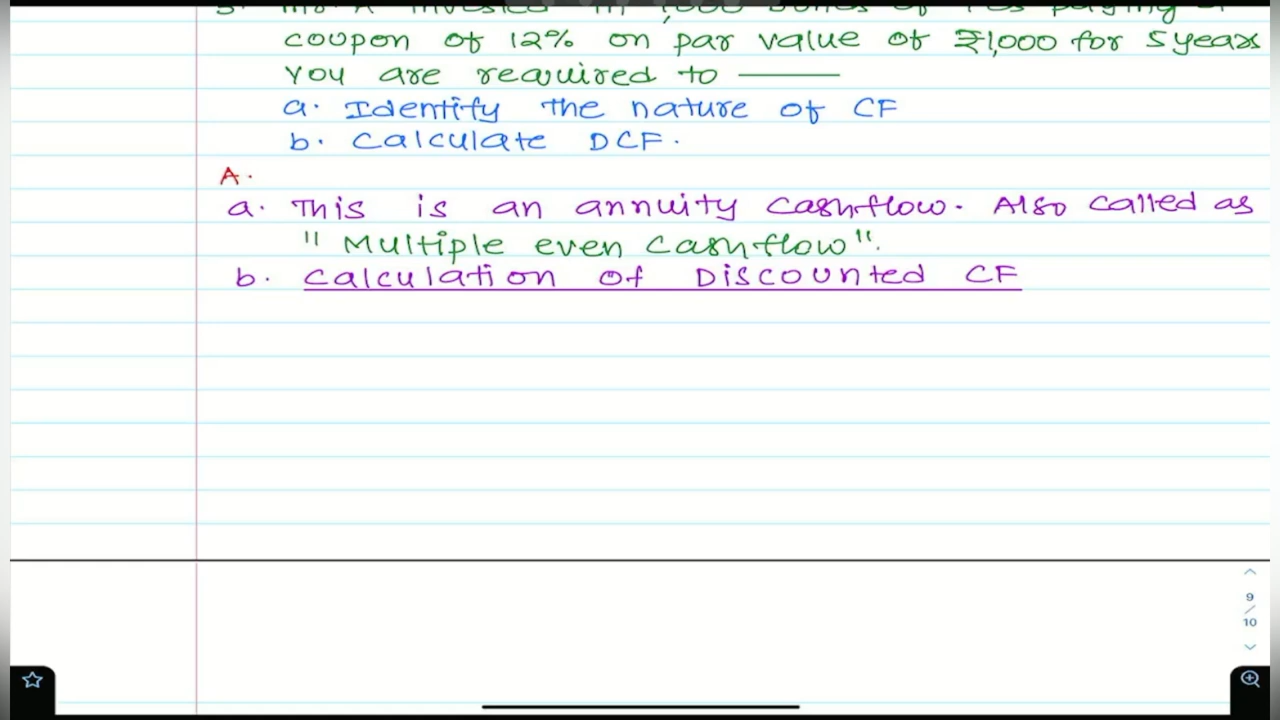 coupon of 12% on par value of ₹1,000 for 5 years
You are required to ———
a. Identify the nature of CF
b. Calculate DCF.
A.
a. This is an annuity cashflow. Also called as
" Multiple even cashflow".
b. Calculation of Discounted CF
9
/
10